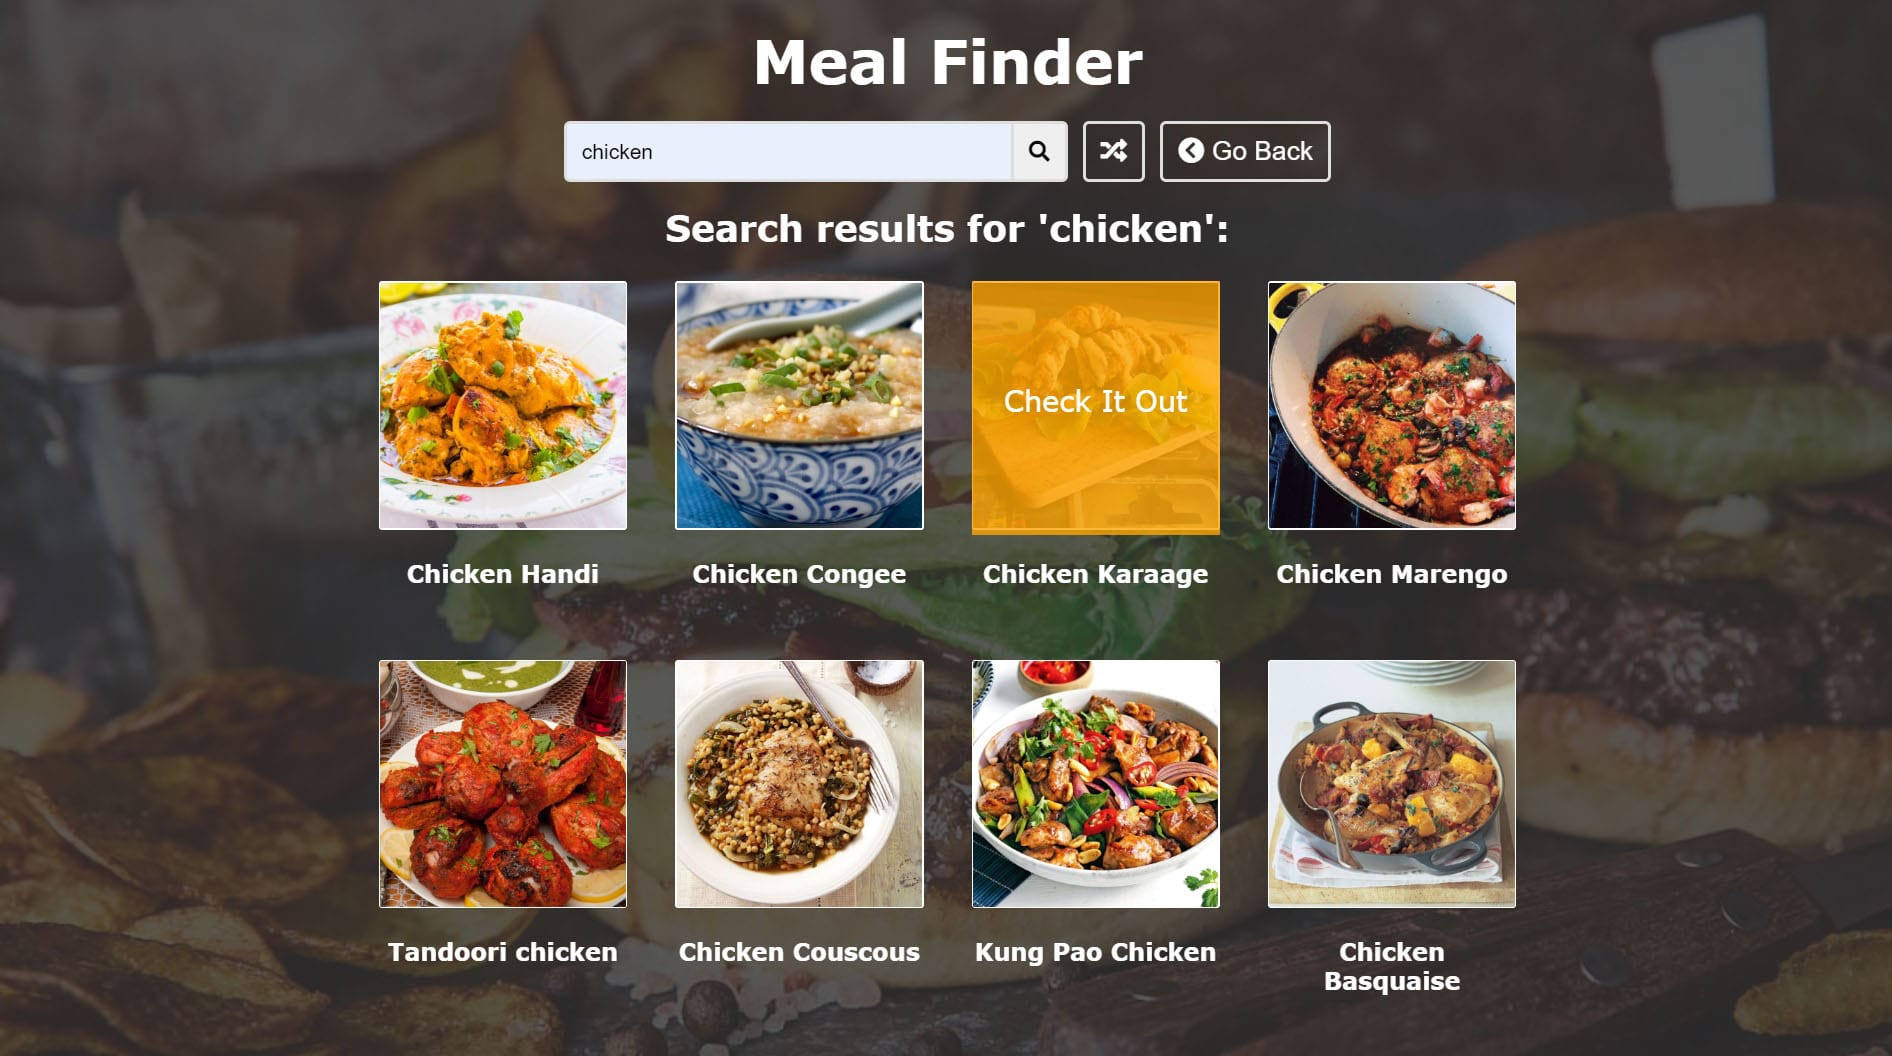 Meal Finder
chicken
Go Back
Search results for 'chicken':
Check It Out
Chicken Handi
Chicken Congee
Chicken Karaage
Chicken Marengo
Tandoori chicken
Chicken Couscous
Kung Pao Chicken
Chicken
Basquaise